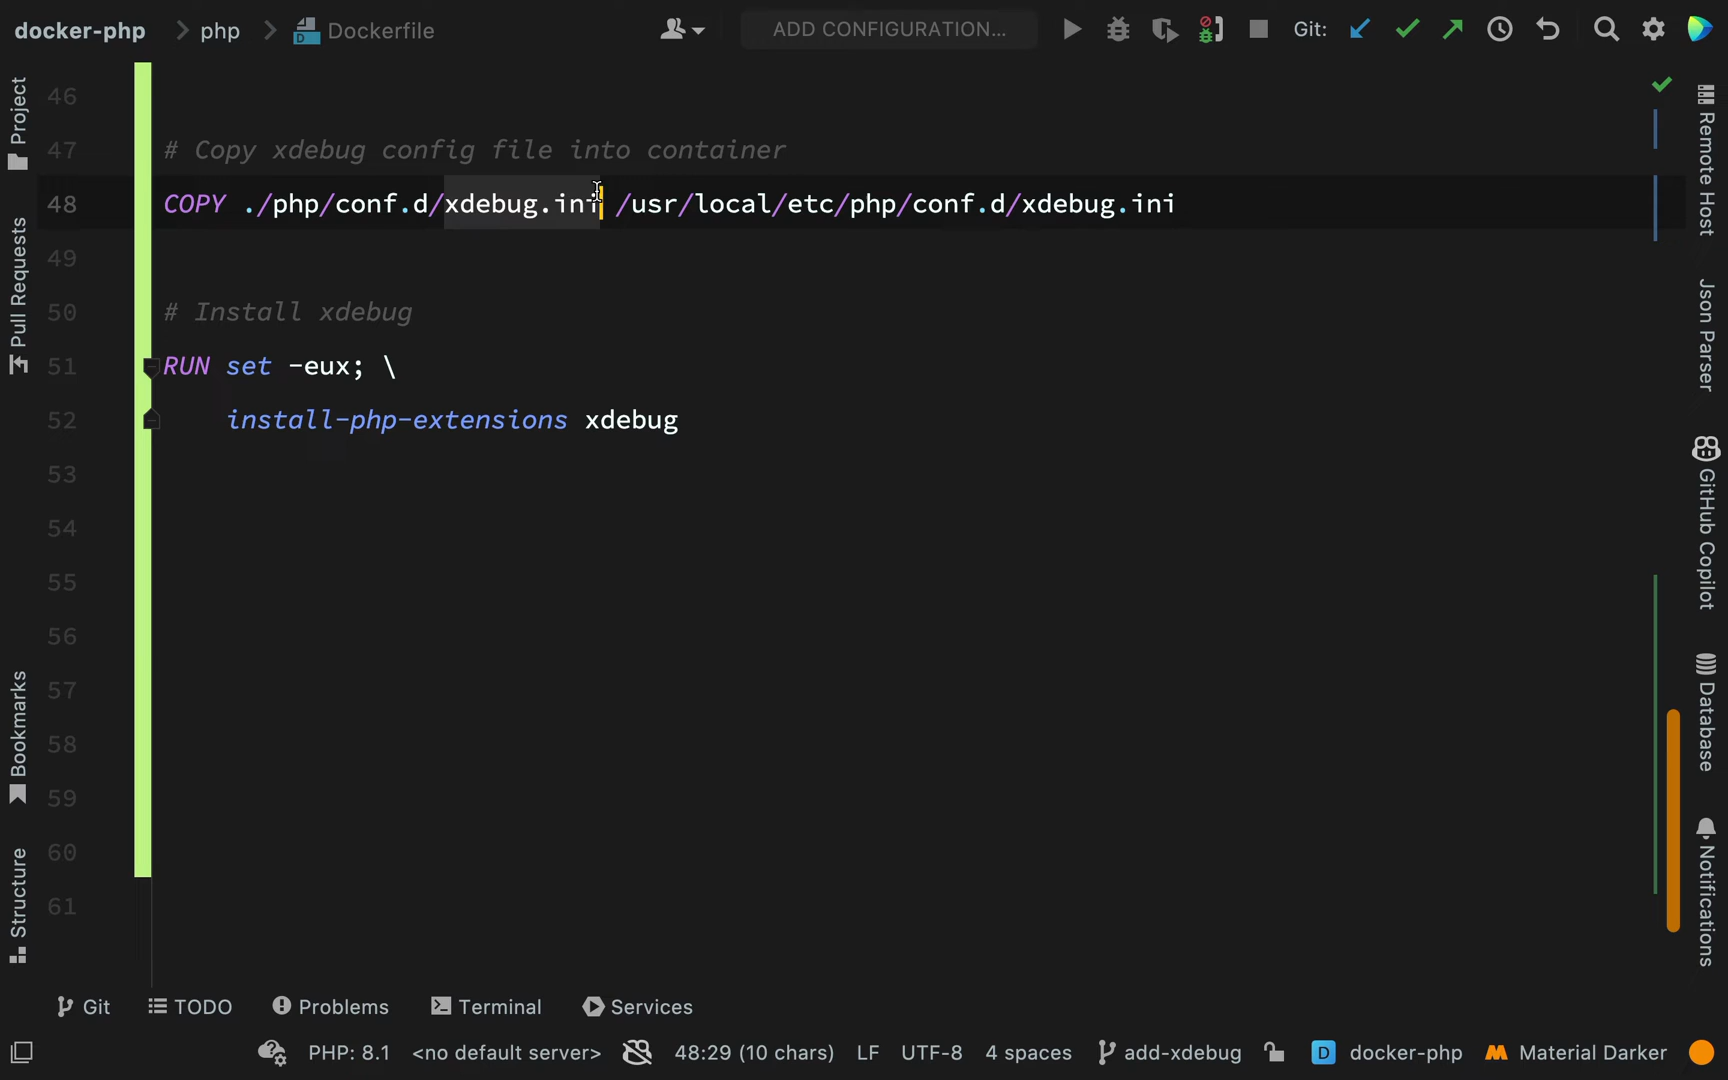 docker-php > php > Dockerfile
ADD CONFIGURATION...
Git:
46
47 # Copy xdebug config file into container
48 COPY ./php/conf.d/xdebug.ini /usr/local/etc/php/conf.d/xdebug.ini
49
50 # Install xdebug
51 RUN set -eux; \
52 install-php-extensions xdebug
53
54
55
56
57
58
59
60
61
Project
Pull Requests
Bookmarks
Structure
Remote Host
Json Parser
GitHub Copilot
Database
Notifications
Git TODO Problems Terminal Services
PHP: 8.1 <no default server> 48:29 (10 chars) LF UTF-8 4 spaces add-xdebug D docker-php Material Darker